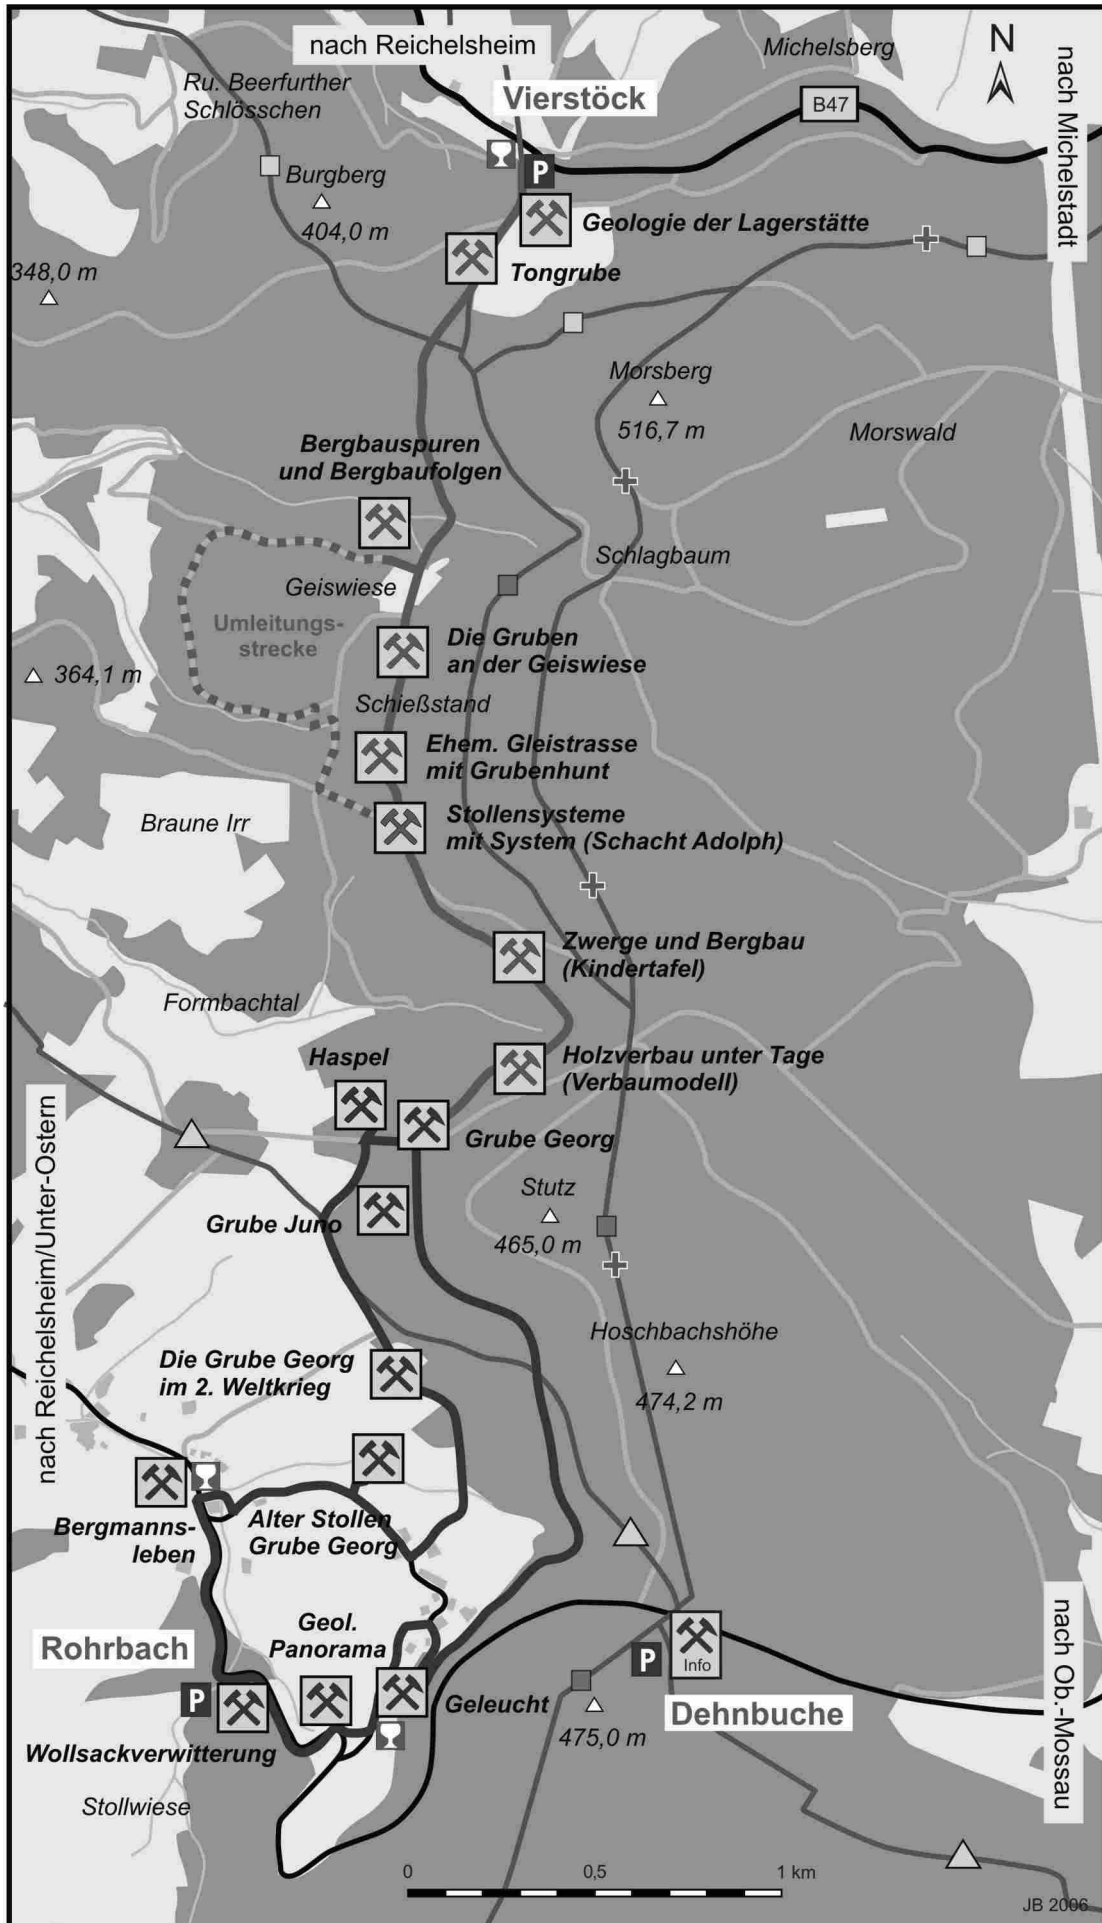 nach Reichelsheim
Michelsberg
N
nach Michelstadt
Ru. Beerfurther
Schlösschen
Vierstöck
B47
P
Burgberg
404,0 m
Geologie der Lagerstätte
348,0 m
Tongrube
Morsberg
516,7 m
Morswald
Bergbauspuren
und Bergbaufolgen
Schlagbaum
Geiswiese
Umleitungs-
strecke
Die Gruben
an der Geiswiese
364,1 m
Schießstand
Ehem. Gleistrasse
mit Grubenhunt
Braune Irr
Stollensysteme
mit System (Schacht Adolph)
Zwerge und Bergbau
(Kindertafel)
Formbachtal
Haspel
Holzverbau unter Tage
(Verbaumodell)
Grube Georg
nach Reichelsheim/Unter-Ostern
Stutz
465,0 m
Grube Juno
Hoschbachshöhe
474,2 m
Die Grube Georg
im 2. Weltkrieg
Bergmanns-
leben
Alter Stollen
Grube Georg
Geol.
Panorama
Rohrbach
P
Info
P
nach Ob.-Mossau
Geleucht
Dehnbuche
475,0 m
Wollsackverwitterung
Stollwiese
0
0,5
1 km
JB 2006